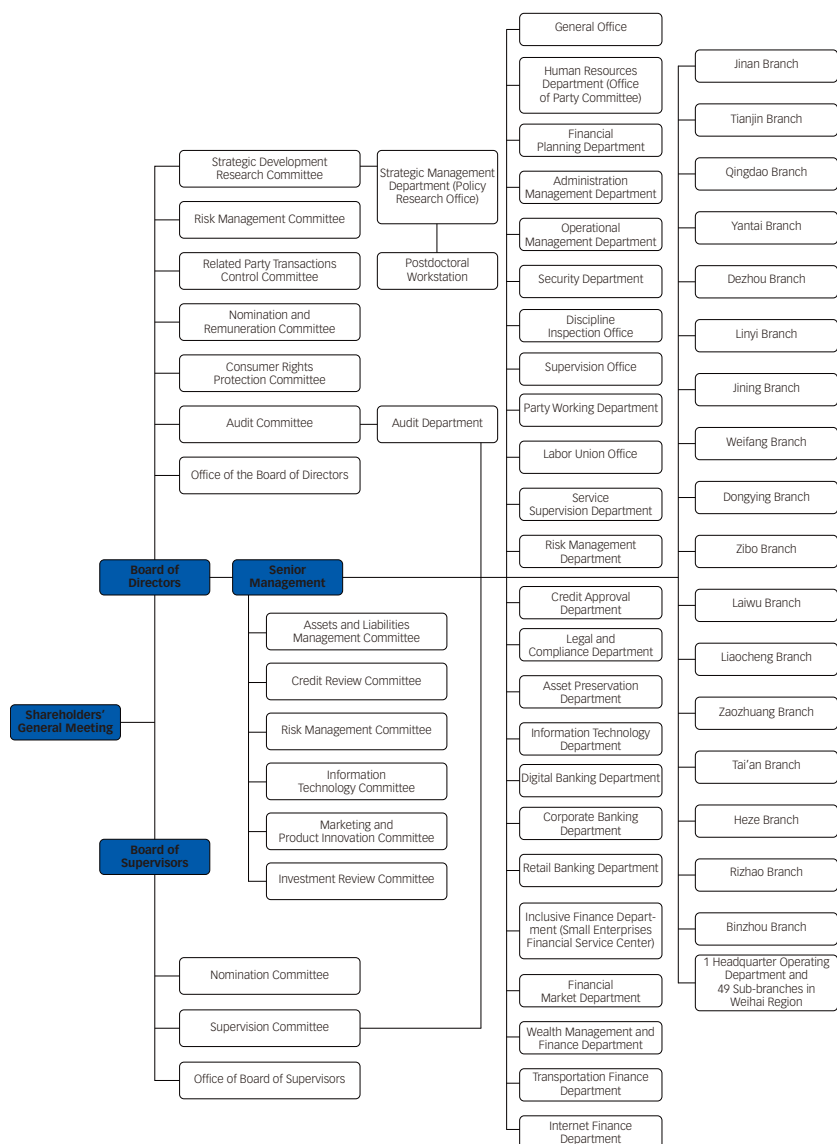 Shareholders'
General Meeting
Board of
Directors
Board of
Supervisors
Strategic Development
Research Committee
Risk Management Committee
Related Party Transactions
Control Committee
Nomination and
Remuneration Committee
Consumer Rights
Protection Committee
Audit Committee
Office of the Board of Directors
Strategic Management
Department (Policy
Research Office)
Postdoctoral
Workstation
Audit Department
Senior
Management
Assets and Liabilities
Management Committee
Credit Review Committee
Risk Management Committee
Information
Technology Committee
Marketing and
Product Innovation Committee
Investment Review Committee
Nomination Committee
Supervision Committee
Office of Board of Supervisors
General Office
Human Resources
Department (Office
of Party Committee)
Financial
Planning Department
Administration
Management Department
Operational
Management Department
Security Department
Discipline
Inspection Office
Supervision Office
Party Working Department
Labor Union Office
Service
Supervision Department
Risk Management
Department
Credit Approval
Department
Legal and
Compliance Department
Asset Preservation
Department
Information Technology
Department
Digital Banking Department
Corporate Banking
Department
Retail Banking Department
Inclusive Finance Depart-
ment (Small Enterprises
Financial Service Center)
Financial
Market Department
Wealth Management and
Finance Department
Transportation Finance
Department
Internet Finance
Department
Jinan Branch
Tianjin Branch
Qingdao Branch
Yantai Branch
Dezhou Branch
Linyi Branch
Jining Branch
Weifang Branch
Dongying Branch
Zibo Branch
Laiwu Branch
Liaocheng Branch
Zaozhuang Branch
Tai'an Branch
Heze Branch
Rizhao Branch
Binzhou Branch
1 Headquarter Operating
Department and
49 Sub-branches in
Weihai Region